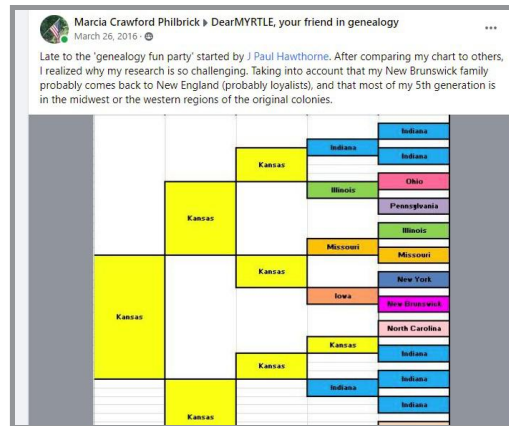 Marcia Crawford Philbrick ▸ DearMYRTLE, your friend in genealogy
March 26, 2016 ·
Late to the 'genealogy fun party' started by J Paul Hawthorne. After comparing my chart to others,
I realized why my research is so challenging. Taking into account that my New Brunswick family
probably comes back to New England (probably loyalists), and that most of my 5th generation is
in the midwest or the western regions of the original colonies.
Indiana
Indiana
Indiana
Kansas
Ohio
Illinois
Pennsylvania
Kansas
Illinois
Missouri
Missouri
Kansas
New York
Iowa
New Brunswick
Kansas
North Carolina
Kansas
Indiana
Kansas
Indiana
Indiana
Indiana
Kansas